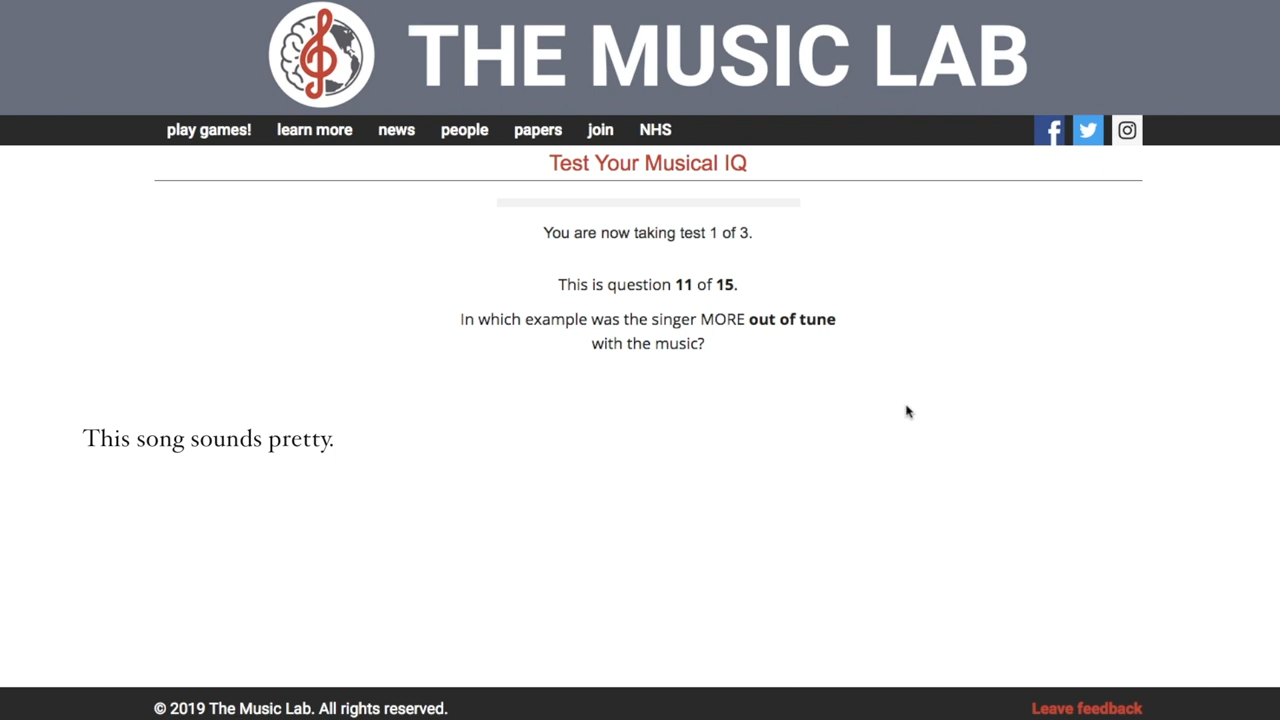 THE MUSIC LAB
play games! learn more news people papers join NHS
Test Your Musical IQ
You are now taking test 1 of 3.
This is question 11 of 15.
In which example was the singer MORE out of tune
with the music?
This song sounds pretty.
© 2019 The Music Lab. All rights reserved. Leave feedback